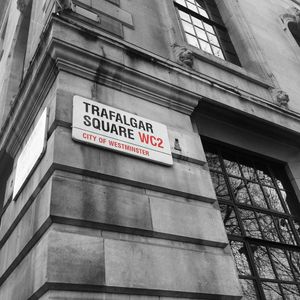 TRAFALGAR
SQUARE WC2
CITY OF WESTMINSTER